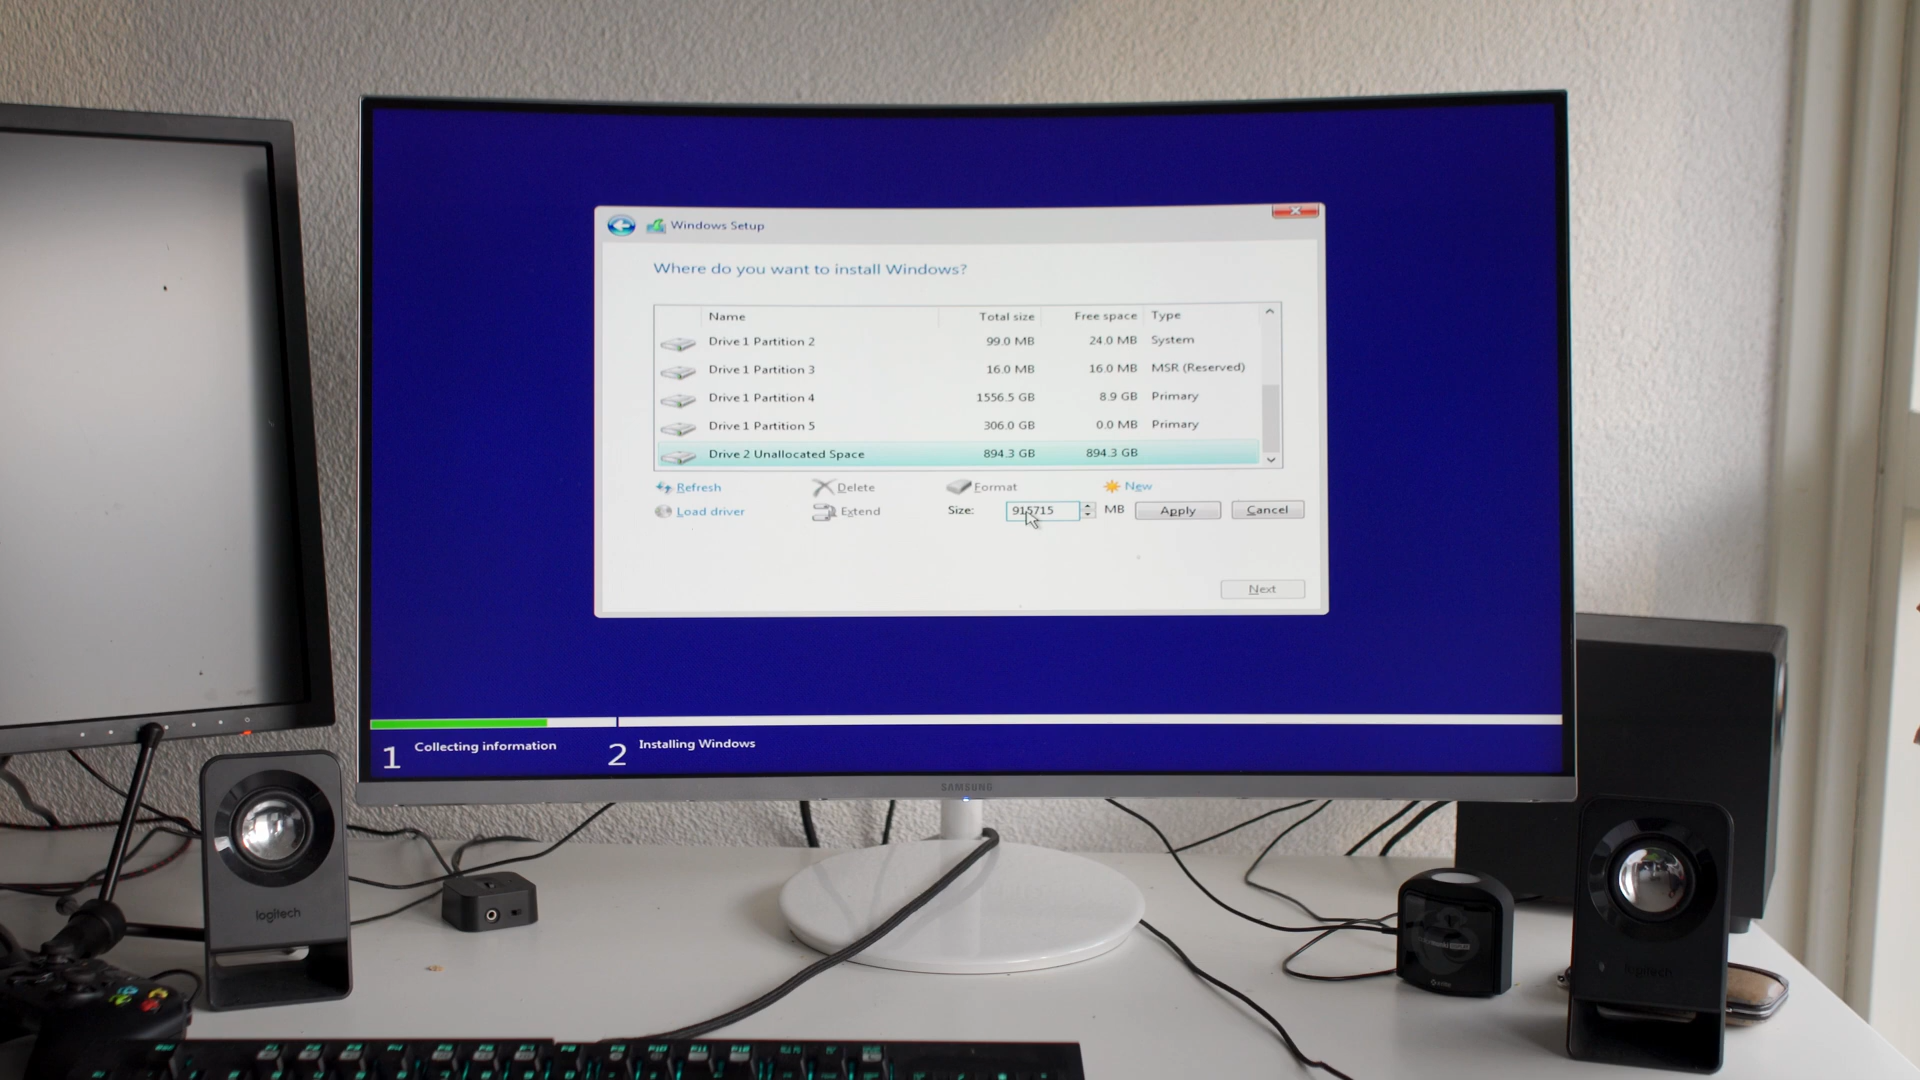 Windows Setup
Where do you want to install Windows?
Name Total size Free space Type
Drive 1 Partition 2 99.0 MB 24.0 MB System
Drive 1 Partition 3 16.0 MB 16.0 MB MSR (Reserved)
Drive 1 Partition 4 1556.5 GB 8.9 GB Primary
Drive 1 Partition 5 306.0 GB 0.0 MB Primary
Drive 2 Unallocated Space 894.3 GB 894.3 GB
Refresh Delete Format New
Load driver Extend Size: 915715 MB Apply Cancel
Next
1 Collecting information 2 Installing Windows
SAMSUNG
logitech
logitech